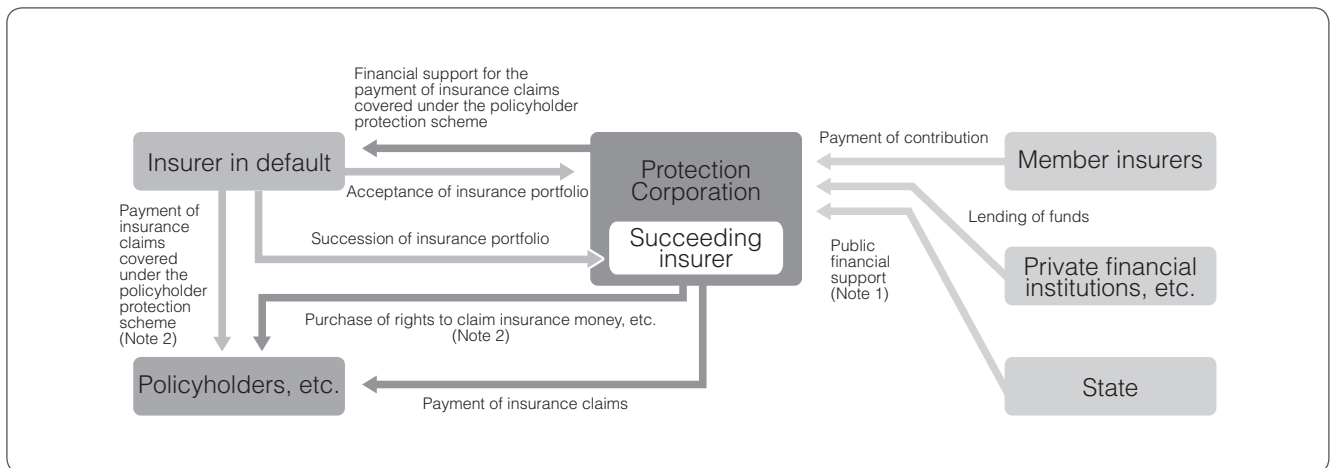 Financial support for the
payment of insurance claims
covered under the policyholder
protection scheme
Insurer in default
Acceptance of insurance portfolio
Protection
Corporation
Payment of contribution
Member insurers
Payment of
insurance
claims
covered
under the
policyholder
protection
scheme
(Note 2)
Succession of insurance portfolio
Succeeding
insurer
Lending of funds
Public
financial
support
(Note 1)
Private financial
institutions, etc.
Purchase of rights to claim insurance money, etc.
(Note 2)
Policyholders, etc.
Payment of insurance claims
State